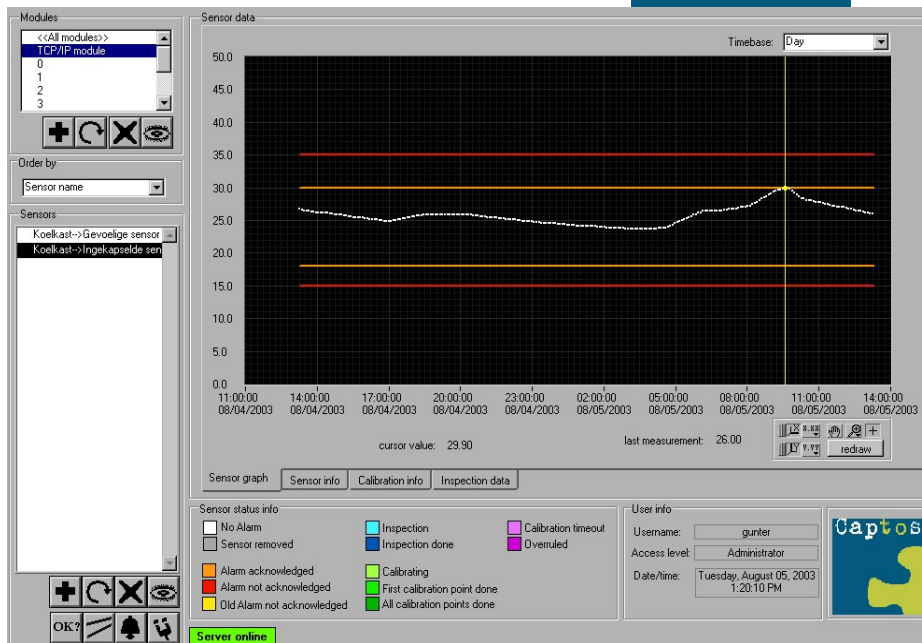 Modules
<<All modules>>
TCP/IP module
0
1
2
3
Order by
Sensor name
Sensors
Koelkast-->Gevoelige sensor
Koelkast-->Ingekapselde sen
OK?
Sensor data
Timebase: Day
50.0
45.0
40.0
35.0
30.0
25.0
20.0
15.0
10.0
5.0
0.0
11:00:00 14:00:00 17:00:00 20:00:00 23:00:00 02:00:00 05:00:00 08:00:00 11:00:00 14:00:00
08/04/2003 08/04/2003 08/04/2003 08/04/2003 08/04/2003 08/05/2003 08/05/2003 08/05/2003 08/05/2003 08/05/2003
cursor value: 29.90
last measurement: 26.00
X X.XX
Y Y.YY
redraw
Sensor graph Sensor info Calibration info Inspection data
Sensor status info
No Alarm Inspection Calibration timeout
Sensor removed Inspection done Overruled
Alarm acknowledged Calibrating
Alarm not acknowledged First calibration point done
Old Alarm not acknowledged All calibration points done
User info
Username: gunter
Access level: Administrator
Date/time: Tuesday, August 05, 2003
1:20:10 PM
Captos
Server online